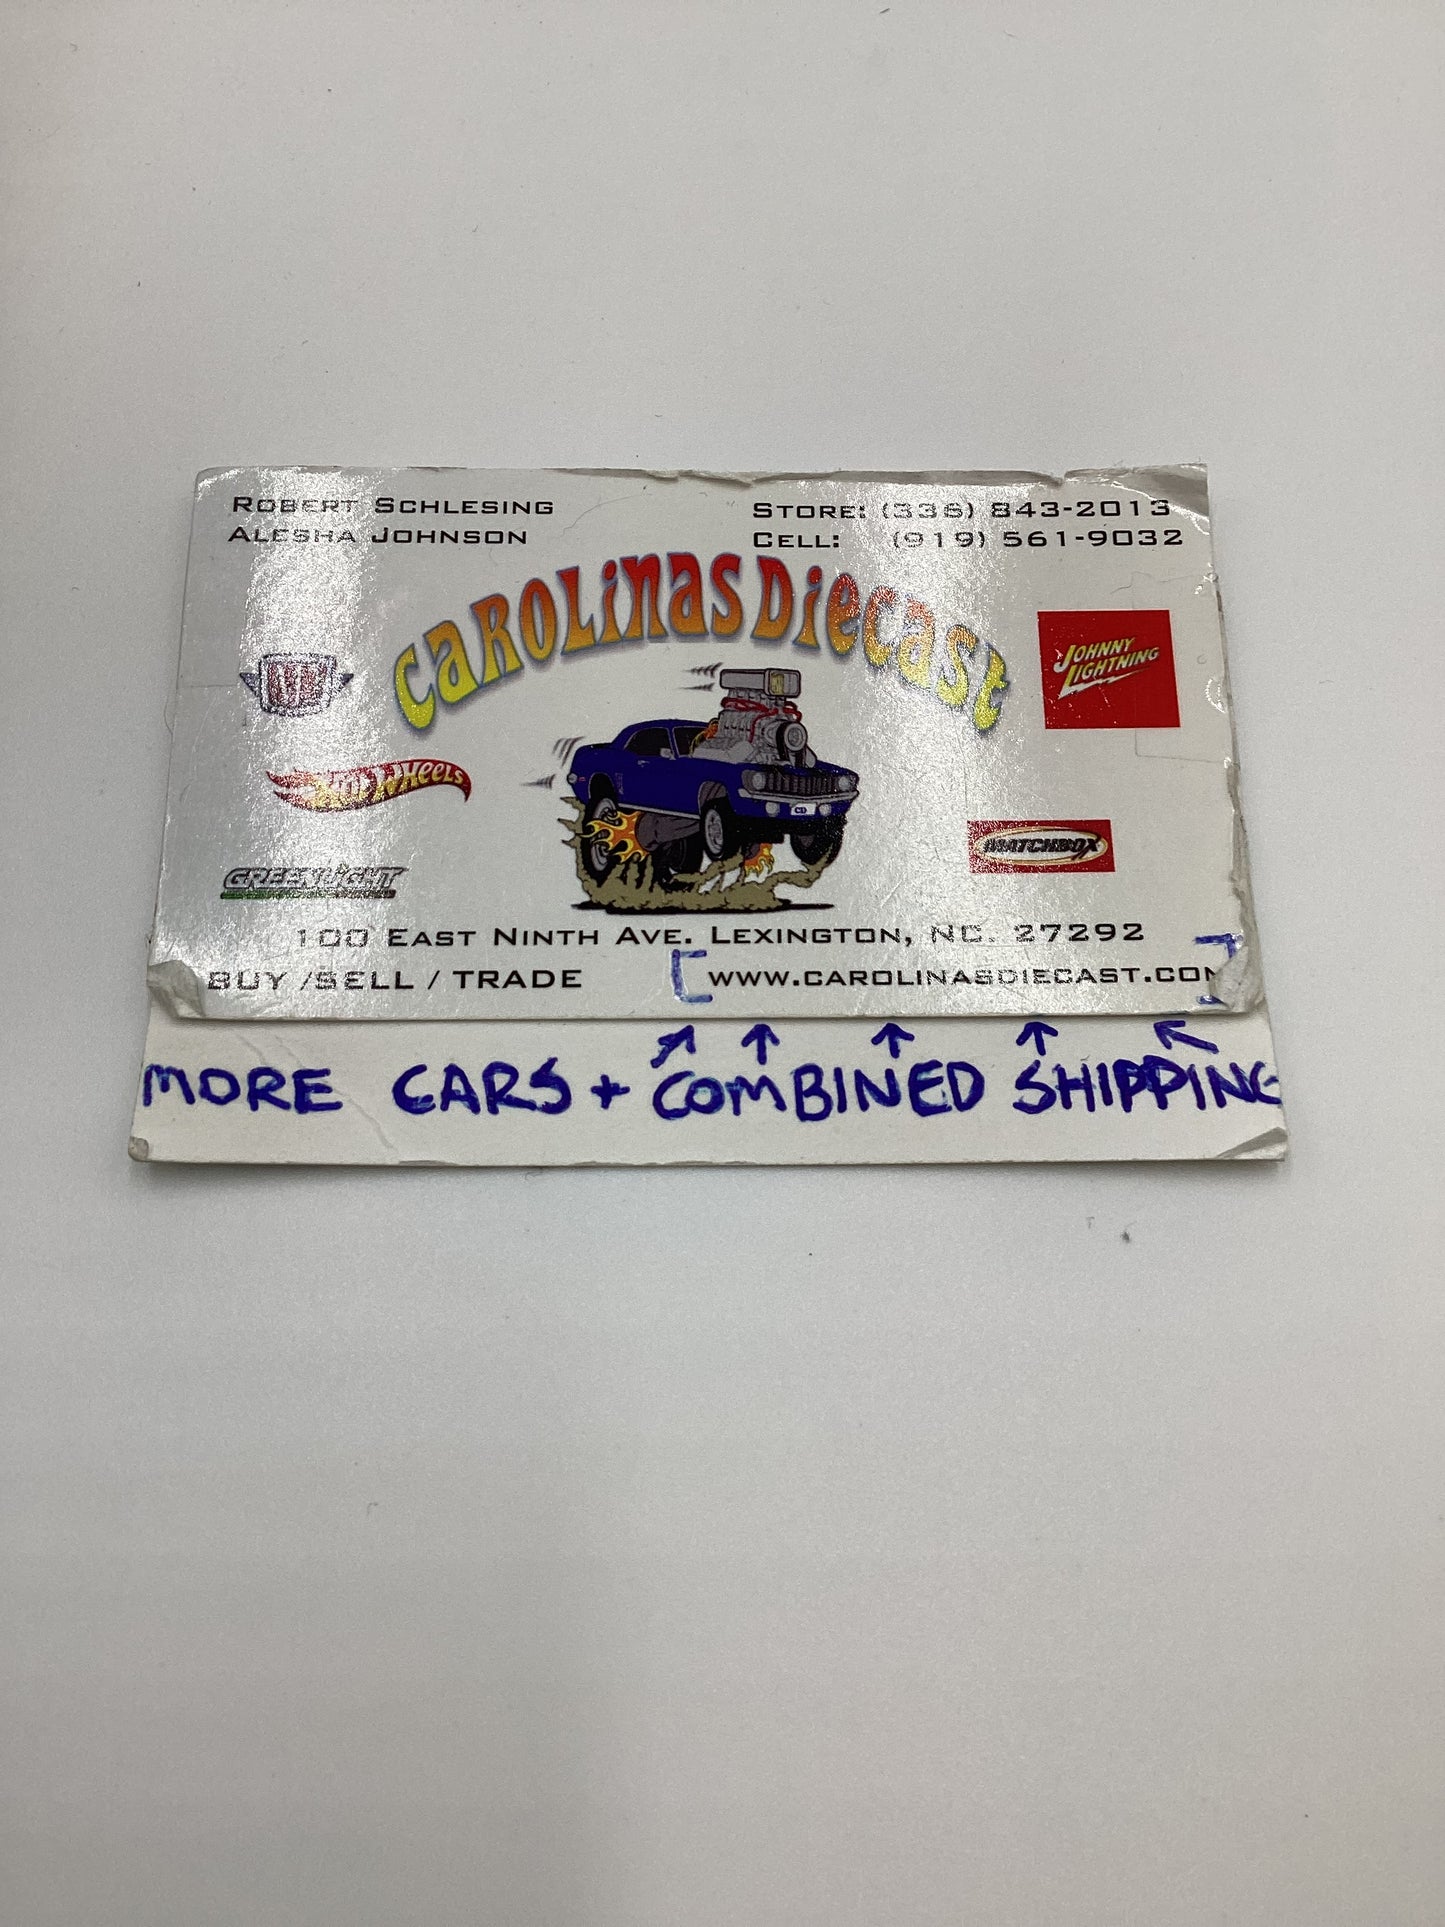 ROBERT SCHLESING
ALESHA JOHNSON
STORE: (336) 843-2013
CELL: (919) 561-9032
CAROLINAS DIECAST
JOHNNY
LIGHTNING
HOT WHEELS
CD
MATCHBOX
GREENLIGHT
100 EAST NINTH AVE. LEXINGTON, NC. 27292
BUY /SELL / TRADE
WWW.CAROLINASDIECAST.COM
MORE CARS + COMBINED SHIPPING